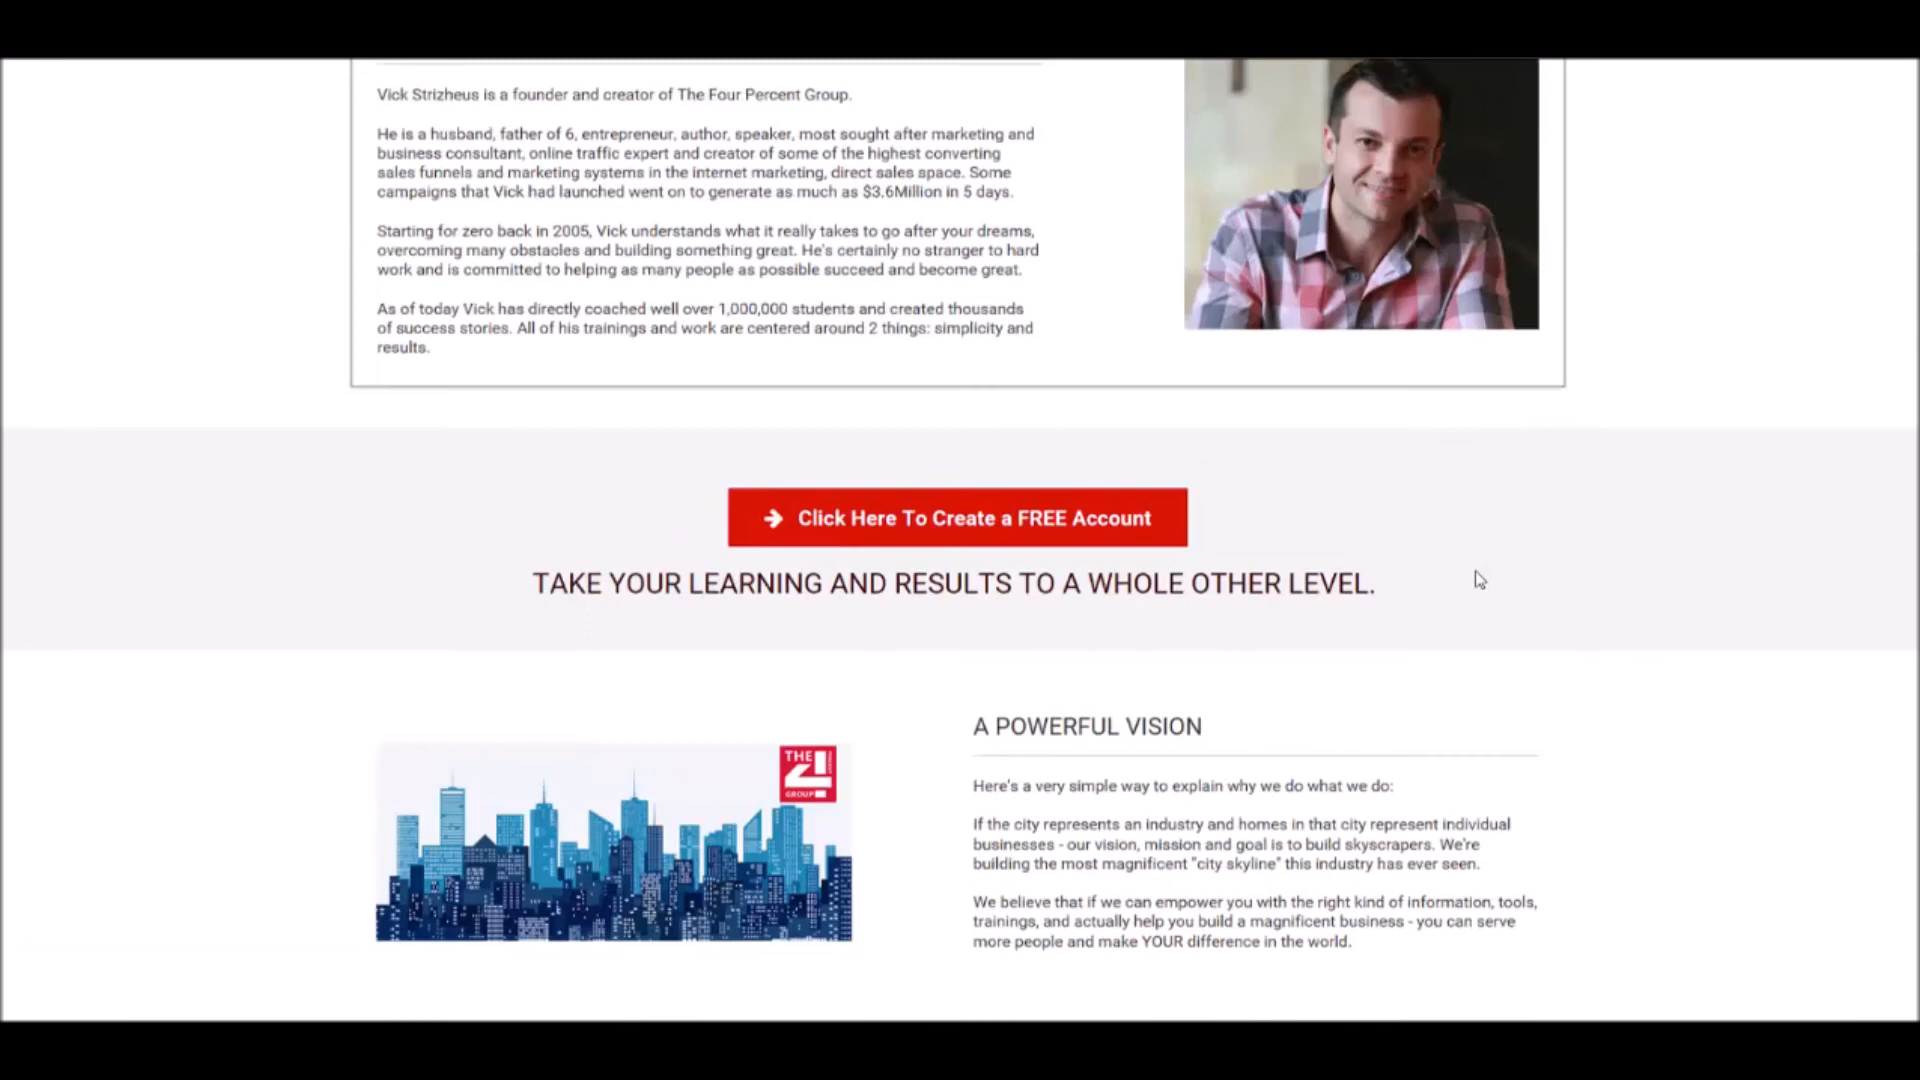 Vick Strizheus is a founder and creator of The Four Percent Group.
He is a husband, father of 6, entrepreneur, author, speaker, most sought after marketing and
business consultant, online traffic expert and creator of some of the highest converting
sales funnels and marketing systems in the internet marketing, direct sales space. Some
campaigns that Vick had launched went on to generate as much as $3.6Million in 5 days.
Starting for zero back in 2005, Vick understands what it really takes to go after your dreams,
overcoming many obstacles and building something great. He's certainly no stranger to hard
work and is committed to helping as many people as possible succeed and become great.
As of today Vick has directly coached well over 1,000,000 students and created thousands
of success stories. All of his trainings and work are centered around 2 things: simplicity and
results.
Click Here To Create a FREE Account
TAKE YOUR LEARNING AND RESULTS TO A WHOLE OTHER LEVEL.
THE
4
GROUP
A POWERFUL VISION
Here's a very simple way to explain why we do what we do:
If the city represents an industry and homes in that city represent individual
businesses - our vision, mission and goal is to build skyscrapers. We're
building the most magnificent "city skyline" this industry has ever seen.
We believe that if we can empower you with the right kind of information, tools,
trainings, and actually help you build a magnificent business - you can serve
more people and make YOUR difference in the world.